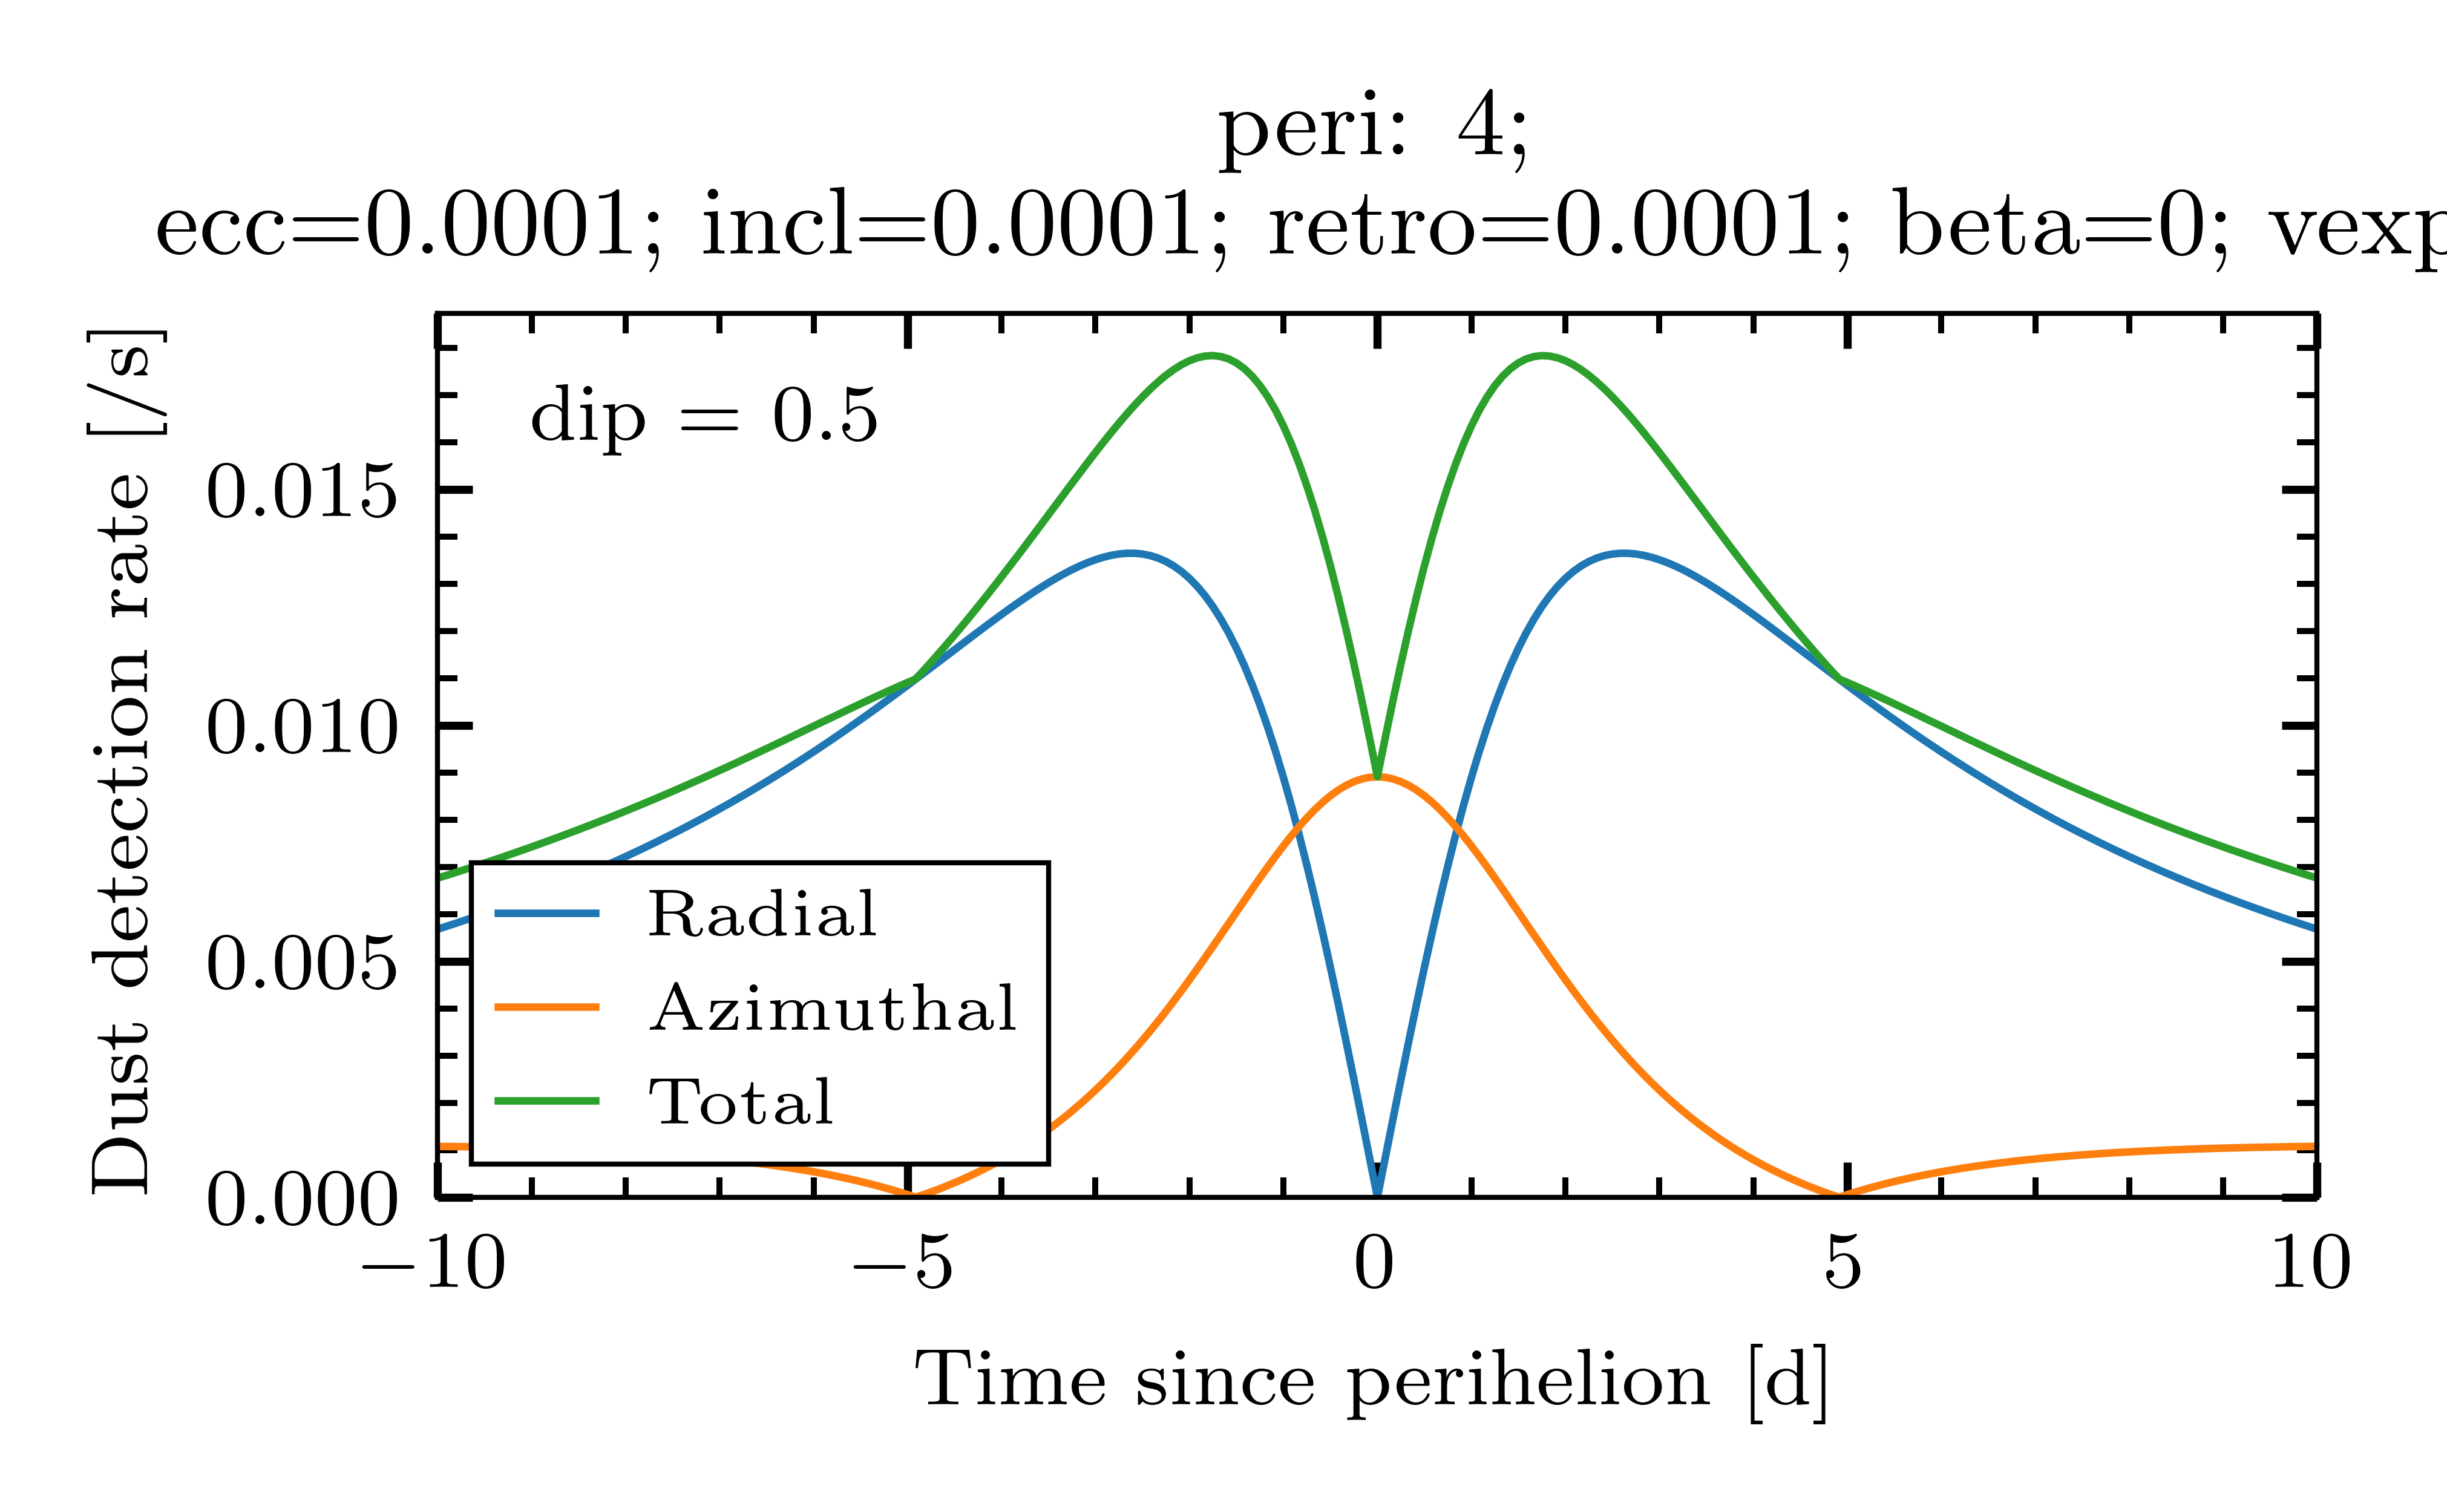 peri: 4;
ecc=0.0001; incl=0.0001; retro=0.0001; beta=0; vexp
Dust detection rate [/s]
dip = 0.5
0.015
0.010
0.005
0.000
Radial
Azimuthal
Total
−10
−5
0
5
10
Time since perihelion [d]